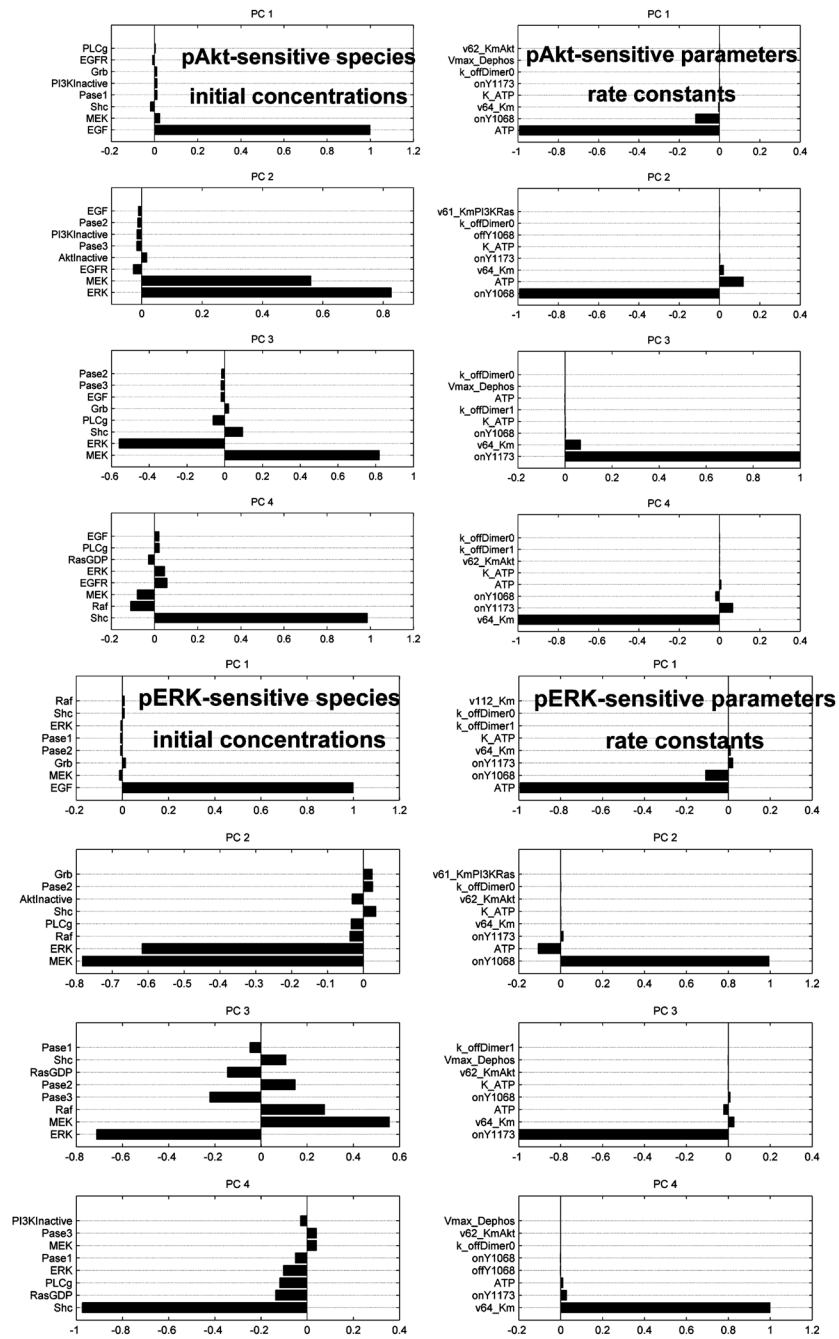 PC 1
pAkt-sensitive species
initial concentrations
PLCg
EGFR
Grb
PI3KInactive
Pase1
Shc
MEK
EGF
-0.2 0 0.2 0.4 0.6 0.8 1 1.2
PC 1
pAkt-sensitive parameters
rate constants
v62_KmAkt
Vmax_Dephos
k_offDimer0
onY1173
K_ATP
v64_Km
onY1068
ATP
-1 -0.8 -0.6 -0.4 -0.2 0 0.2 0.4
PC 2
EGF
Pase2
PI3KInactive
Pase3
AktInactive
EGFR
MEK
ERK
0 0.2 0.4 0.6 0.8
PC 2
v61_KmPI3KRas
k_offDimer0
offY1068
K_ATP
onY1173
v64_Km
ATP
onY1068
-1 -0.8 -0.6 -0.4 -0.2 0 0.2 0.4
PC 3
Pase2
Pase3
EGF
Grb
PLCg
Shc
ERK
MEK
-0.6 -0.4 -0.2 0 0.2 0.4 0.6 0.8 1
PC 3
k_offDimer0
Vmax_Dephos
ATP
k_offDimer1
K_ATP
onY1068
v64_Km
onY1173
-0.2 0 0.2 0.4 0.6 0.8 1
PC 4
EGF
PLCg
RasGDP
ERK
EGFR
MEK
Raf
Shc
-0.2 0 0.2 0.4 0.6 0.8 1 1.2
PC 4
k_offDimer0
k_offDimer1
v62_KmAkt
K_ATP
ATP
onY1068
onY1173
v64_Km
-1 -0.8 -0.6 -0.4 -0.2 0 0.2 0.4
PC 1
pERK-sensitive species
initial concentrations
Raf
Shc
ERK
Pase1
Pase2
Grb
MEK
EGF
-0.2 0 0.2 0.4 0.6 0.8 1 1.2
PC 1
pERK-sensitive parameters
rate constants
v112_Km
k_offDimer0
k_offDimer1
K_ATP
v64_Km
onY1173
onY1068
ATP
-1 -0.8 -0.6 -0.4 -0.2 0 0.2 0.4
PC 2
Grb
Pase2
AktInactive
Shc
PLCg
Raf
ERK
MEK
-0.8 -0.7 -0.6 -0.5 -0.4 -0.3 -0.2 -0.1 0 0.1
PC 2
v61_KmPI3KRas
k_offDimer0
v62_KmAkt
K_ATP
v64_Km
onY1173
ATP
onY1068
-0.2 0 0.2 0.4 0.6 0.8 1 1.2
PC 3
Pase1
Shc
RasGDP
Pase2
Pase3
Raf
MEK
ERK
-0.8 -0.6 -0.4 -0.2 0 0.2 0.4 0.6
PC 3
k_offDimer1
Vmax_Dephos
v62_KmAkt
K_ATP
onY1068
ATP
v64_Km
onY1173
-1 -0.8 -0.6 -0.4 -0.2 0 0.2 0.4
PC 4
PI3KInactive
Pase3
MEK
Pase1
ERK
PLCg
RasGDP
Shc
-1 -0.8 -0.6 -0.4 -0.2 0 0.2 0.4
PC 4
Vmax_Dephos
v62_KmAkt
k_offDimer0
onY1068
offY1068
ATP
onY1173
v64_Km
-0.2 0 0.2 0.4 0.6 0.8 1 1.2